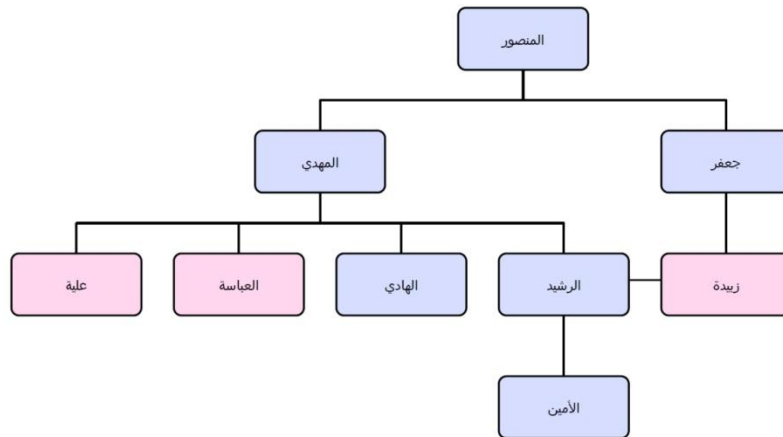 المنصور
جعفر
المهدي
زبيدة
الرشيد
الهادي
العباسة
علية
الأمين